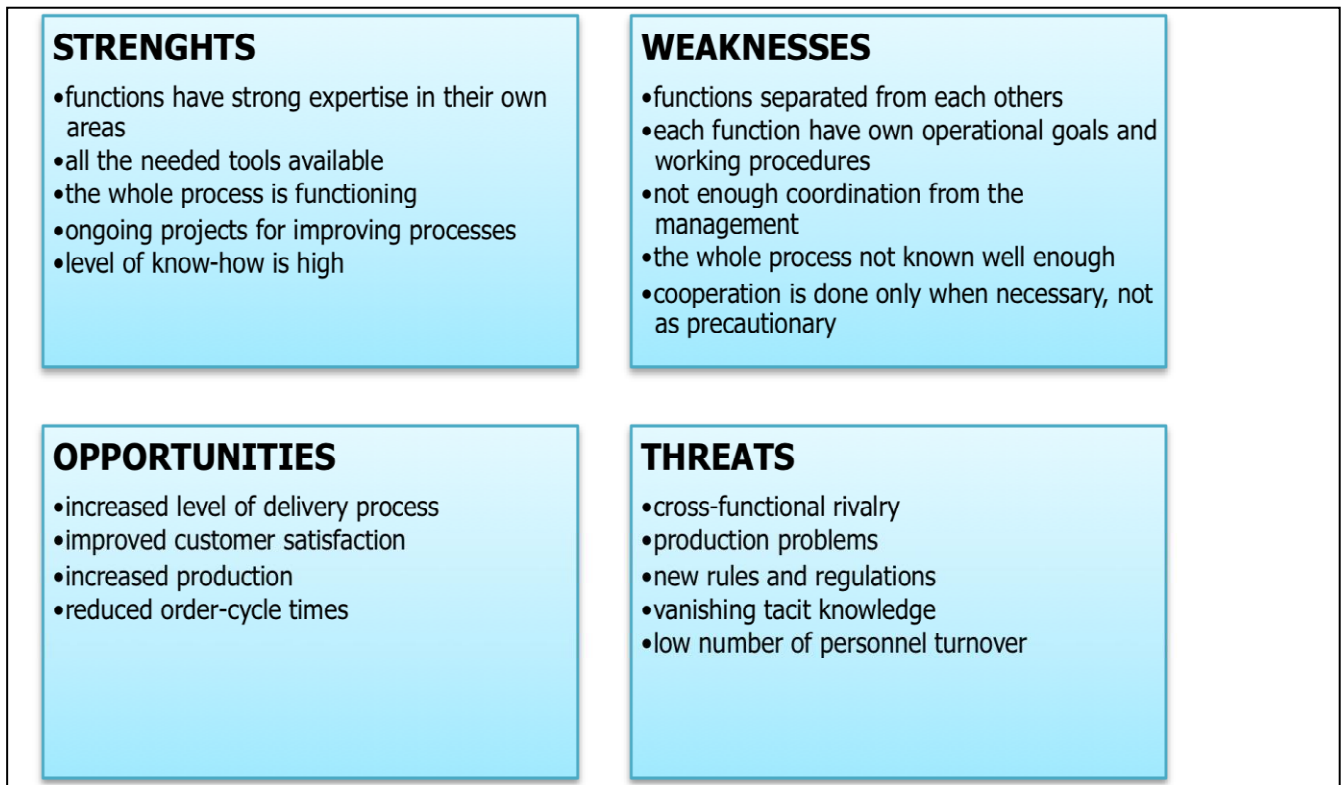 STRENGHTS
•functions have strong expertise in their own
areas
•all the needed tools available
•the whole process is functioning
•ongoing projects for improving processes
•level of know-how is high
WEAKNESSES
•functions separated from each others
•each function have own operational goals and
working procedures
•not enough coordination from the
management
•the whole process not known well enough
•cooperation is done only when necessary, not
as precautionary
OPPORTUNITIES
•increased level of delivery process
•improved customer satisfaction
•increased production
•reduced order-cycle times
THREATS
•cross-functional rivalry
•production problems
•new rules and regulations
•vanishing tacit knowledge
•low number of personnel turnover